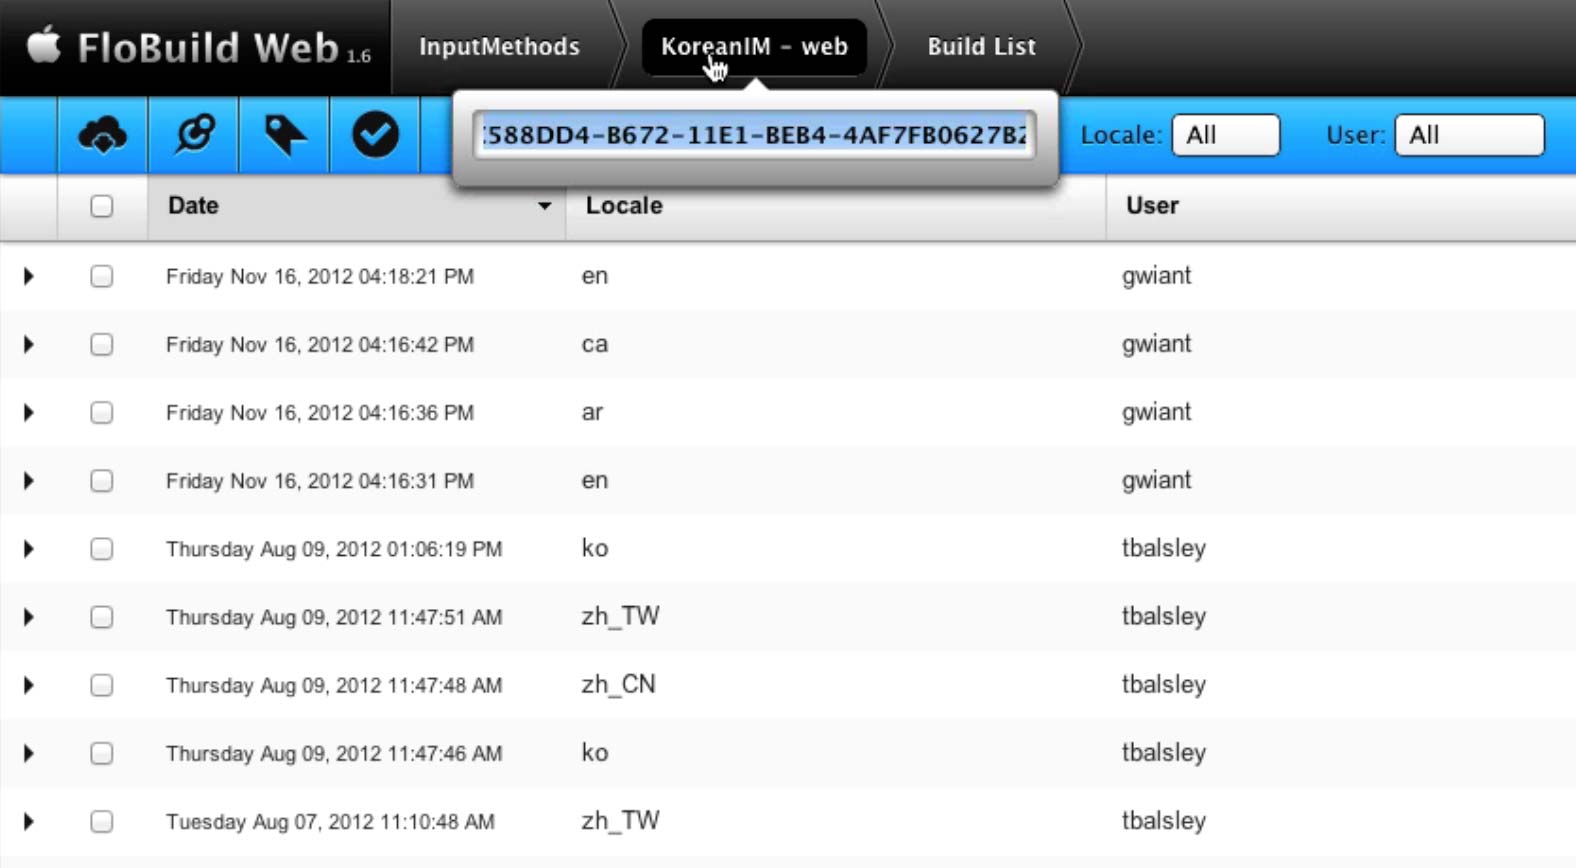 FloBuild Web 1.6 InputMethods KoreanIM - web Build List
588DD4-B672-11E1-BEB4-4AF7FB0627B2 Locale: All User: All
Date Locale User
Friday Nov 16, 2012 04:18:21 PM en gwiant
Friday Nov 16, 2012 04:16:42 PM ca gwiant
Friday Nov 16, 2012 04:16:36 PM ar gwiant
Friday Nov 16, 2012 04:16:31 PM en gwiant
Thursday Aug 09, 2012 01:06:19 PM ko tbalsley
Thursday Aug 09, 2012 11:47:51 AM zh_TW tbalsley
Thursday Aug 09, 2012 11:47:48 AM zh_CN tbalsley
Thursday Aug 09, 2012 11:47:46 AM ko tbalsley
Tuesday Aug 07, 2012 11:10:48 AM zh_TW tbalsley